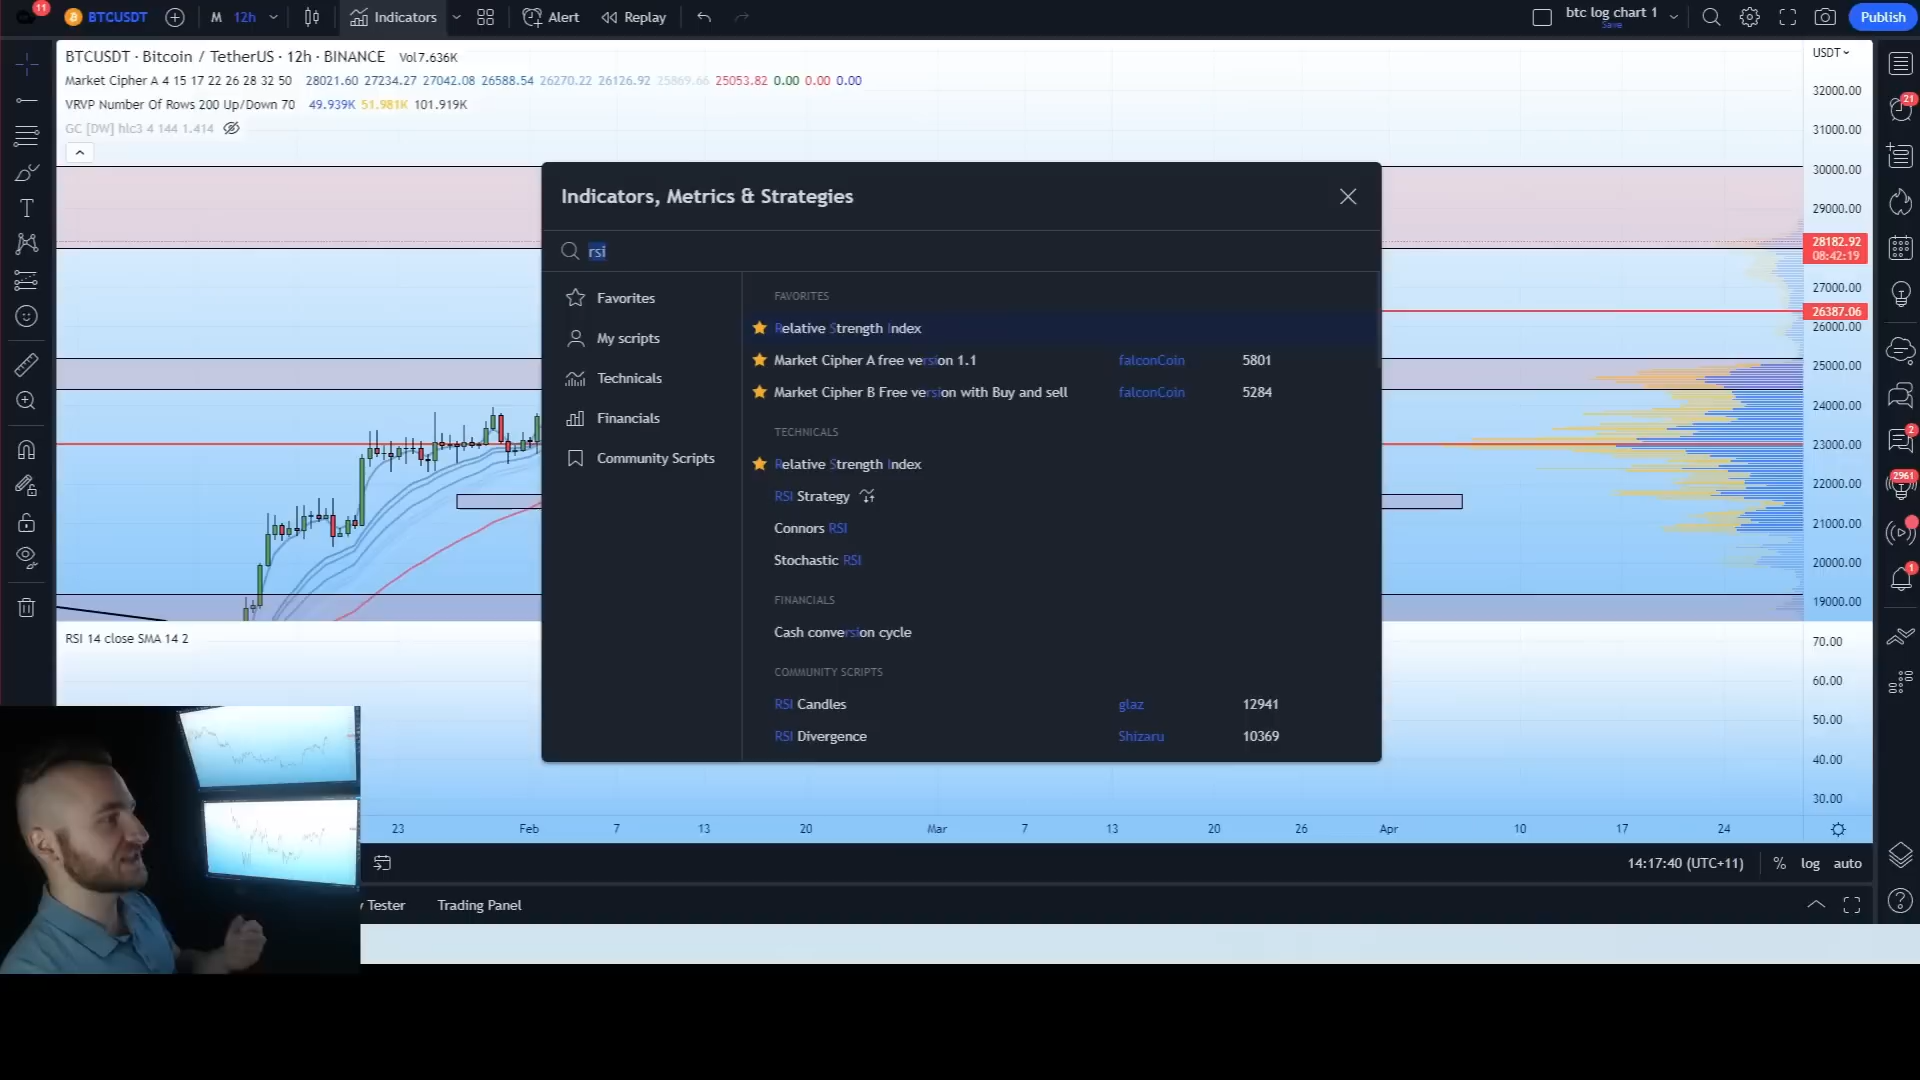 11
BTCUSDT
M
12h
Indicators
Alert
Replay
btc log chart 1
Save
Publish
BTCUSDT · Bitcoin / TetherUS · 12h · BINANCE Vol7.636K
Market Cipher A 4 15 17 22 26 28 32 50 28021.60 27234.27 27042.08 26588.54 26270.22 26126.92 25869.66 25053.82 0.00 0.00 0.00
VRVP Number Of Rows 200 Up/Down 70 49.939K 51.981K 101.919K
GC [DW] hlc3 4 144 1.414
USDT
32000.00
31000.00
30000.00
29000.00
28182.92
08:42:19
27000.00
26387.06
26000.00
25000.00
24000.00
23000.00
22000.00
21000.00
20000.00
19000.00
21
2
2961
1
Indicators, Metrics & Strategies
rsi
Favorites
My scripts
Technicals
Financials
Community Scripts
FAVORITES
Relative Strength Index
Market Cipher A free version 1.1 falconCoin 5801
Market Cipher B Free version with Buy and sell falconCoin 5284
TECHNICALS
Relative Strength Index
RSI Strategy
Connors RSI
Stochastic RSI
FINANCIALS
Cash conversion cycle
COMMUNITY SCRIPTS
RSI Candles glaz 12941
RSI Divergence Shizaru 10369
RSI 14 close SMA 14 2
70.00
60.00
50.00
40.00
30.00
23 Feb 7 13 20 Mar 7 13 20 26 Apr 10 17 24
14:17:40 (UTC+11) % log auto
Tester Trading Panel